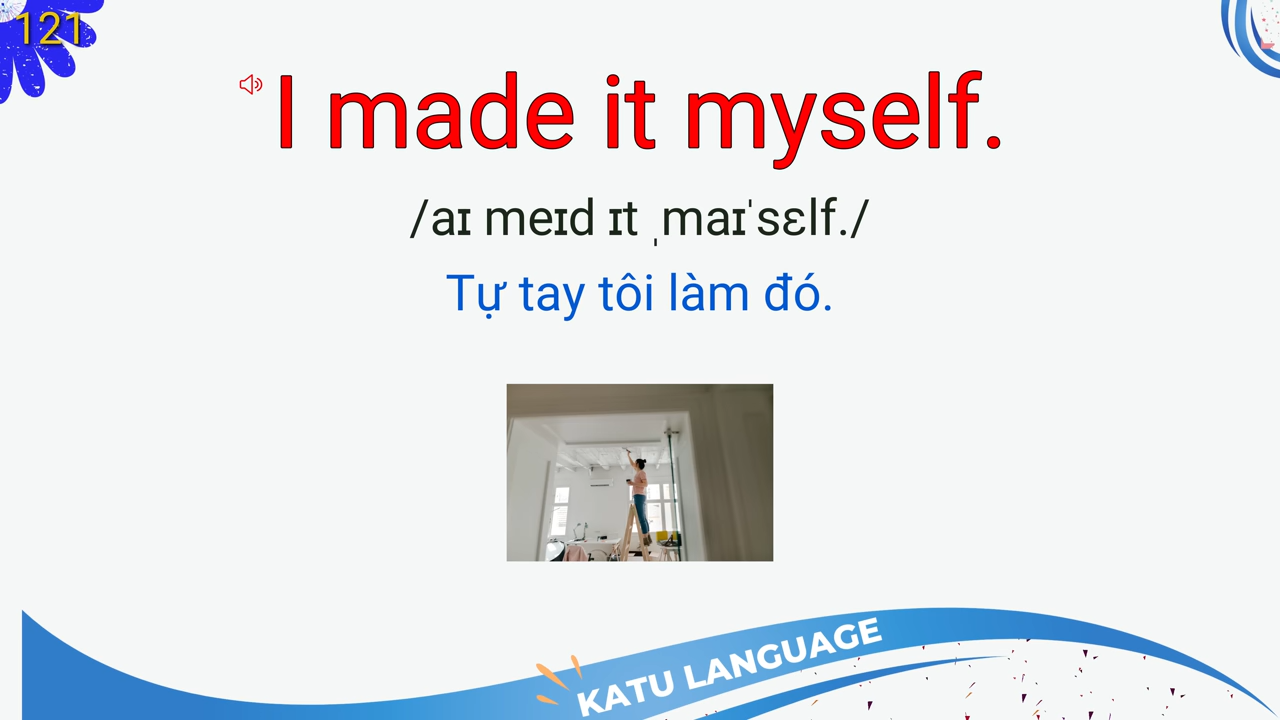 121
I made it myself.
/aɪ meɪd ɪt ˌmaɪˈsɛlf./
Tự tay tôi làm đó.
KATU LANGUAGE